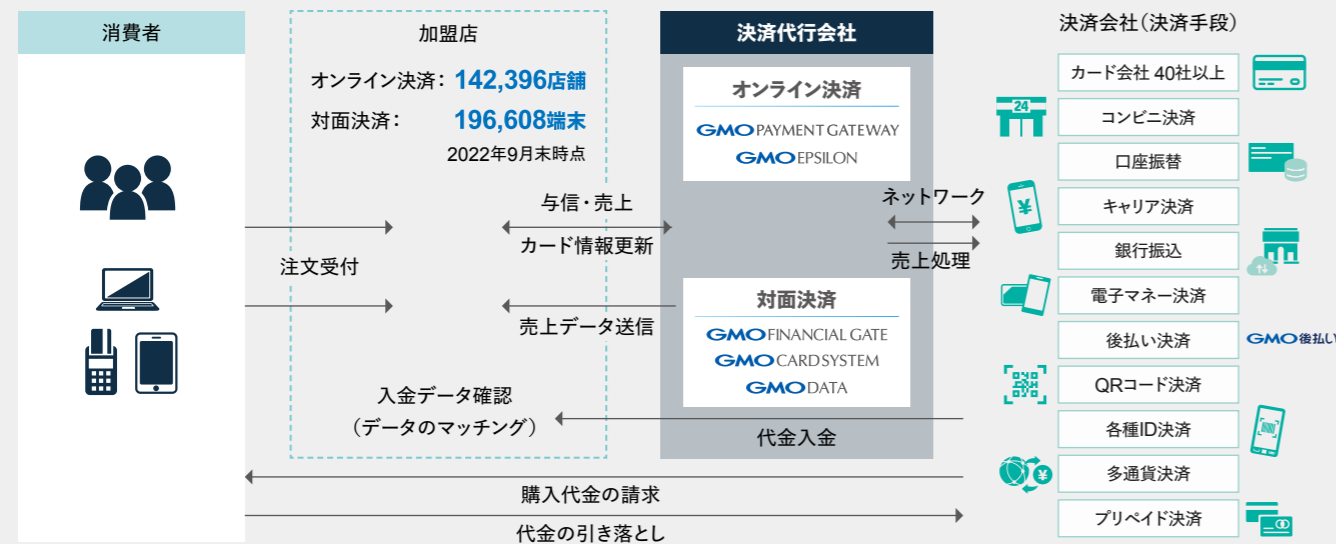 消費者
加盟店
オンライン決済： 142,396店舗
対面決済： 196,608端末
2022年9月末時点
注文受付
与信・売上
カード情報更新
売上データ送信
入金データ確認
（データのマッチング）
決済代行会社
オンライン決済
GMO PAYMENT GATEWAY
GMO EPSILON
対面決済
GMO FINANCIAL GATE
GMO CARD SYSTEM
GMO DATA
ネットワーク
売上処理
代金入金
購入代金の請求
代金の引き落とし
決済会社（決済手段）
カード会社 40社以上
24
コンビニ決済
口座振替
¥
キャリア決済
銀行振込
電子マネー決済
後払い決済
GMO後払い
QRコード決済
各種ID決済
¥
多通貨決済
プリペイド決済